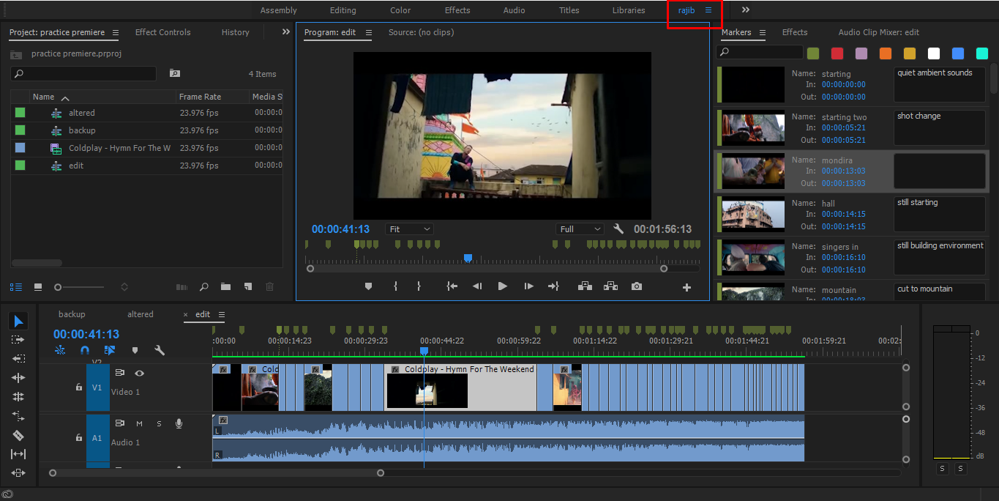 Assembly Editing Color Effects Audio Titles Libraries rajib
Project: practice premiere Effect Controls History
practice premiere.prproj
4 Items
Name Frame Rate Media S
altered 23.976 fps 00:00:0
backup 23.976 fps 00:00:0
Coldplay - Hymn For The W 23.976 fps 00:00:0
edit 23.976 fps 00:00:0
Program: edit Source: (no clips)
00:00:41:13 Fit Full 00:01:56:13
Markers Effects Audio Clip Mixer: edit
Name: starting quiet ambient sounds
In: 00:00:00:00
Out: 00:00:00:00
Name: starting two shot change
In: 00:00:05:21
Out: 00:00:05:21
Name: mondira
In: 00:00:13:03
Out: 00:00:13:03
Name: hall still starting
In: 00:00:14:15
Out: 00:00:14:15
Name: singers in still building environment
In: 00:00:16:10
Out: 00:00:16:10
Name: mountain cut to mountain
In: 00:00:18:03
backup altered × edit
00:00:41:13
:00:00 00:00:14:23 00:00:29:23 00:00:44:22 00:00:59:22 00:01:14:22 00:01:29:21 00:01:44:21 00:01:59:21 00:02:
V2
fx fx Cold fx fx Coldplay - Hymn For The Weekend fx
V1
Video 1
fx
L
A1 M S
Audio 1
R
0
-12
-24
-36
-48
dB
S S